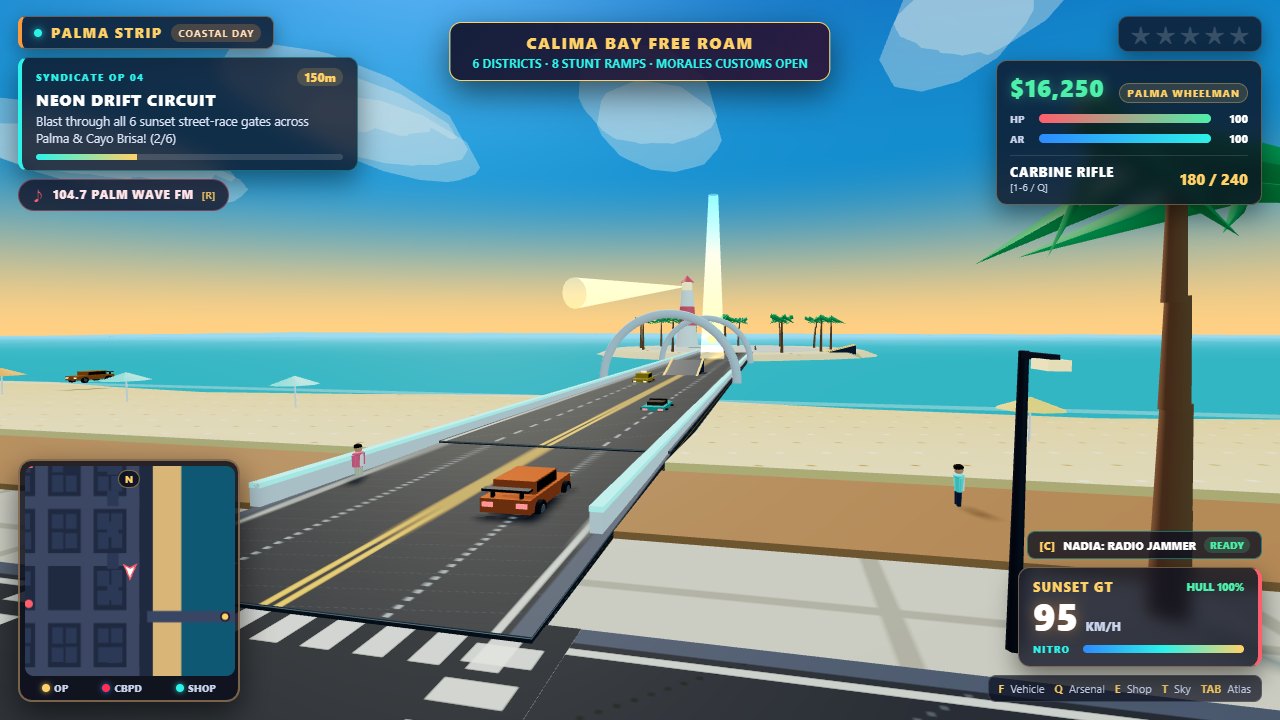 PALMA STRIP COASTAL DAY
SYNDICATE OP 04 150m
NEON DRIFT CIRCUIT
Blast through all 6 sunset street-race gates across
Palma & Cayo Brisa! (2/6)
♪ 104.7 PALM WAVE FM [R]
CALIMA BAY FREE ROAM
6 DISTRICTS · 8 STUNT RAMPS · MORALES CUSTOMS OPEN
★★★★★
$16,250 PALMA WHEELMAN
HP 100
AR 100
CARBINE RIFLE
[1-6 / Q]
180 / 240
N
OP CBPD SHOP
[C] NADIA: RADIO JAMMER READY
SUNSET GT HULL 100%
95 KM/H
NITRO
F Vehicle Q Arsenal E Shop T Sky TAB Atlas